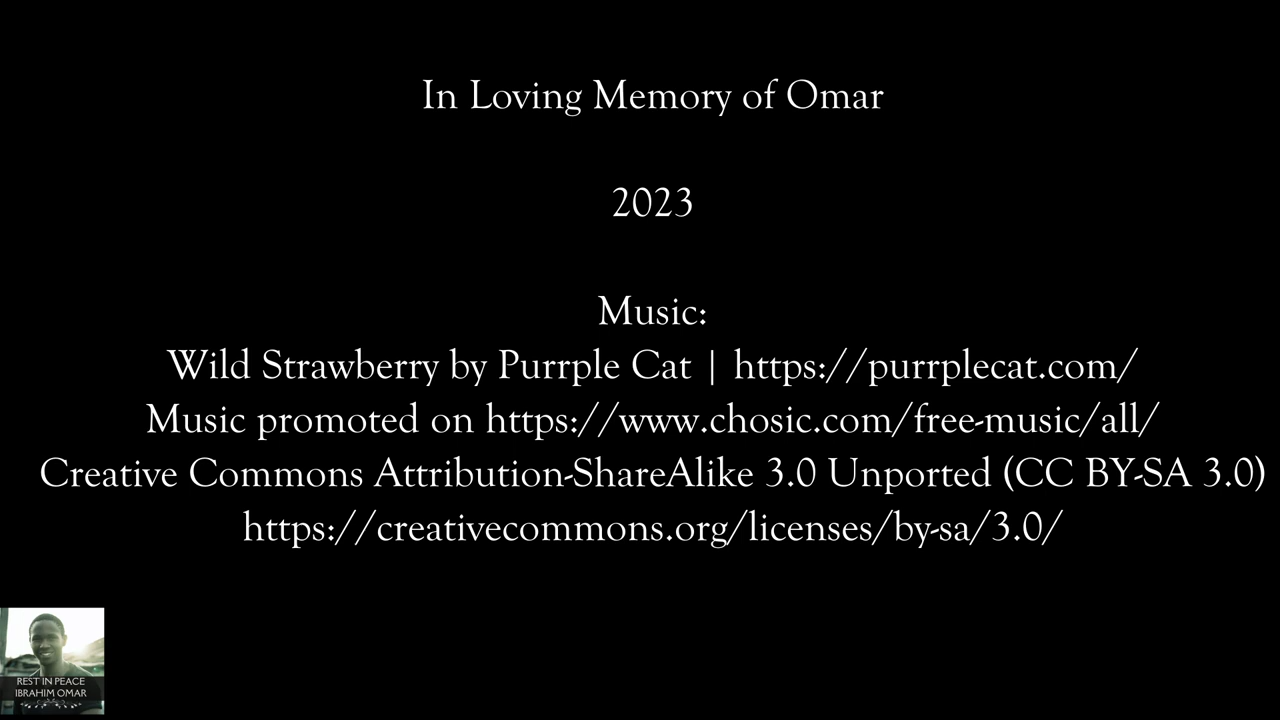 In Loving Memory of Omar
2023
Music:
Wild Strawberry by Purrple Cat | https://purrplecat.com/
Music promoted on https://www.chosic.com/free-music/all/
Creative Commons Attribution-ShareAlike 3.0 Unported (CC BY-SA 3.0)
https://creativecommons.org/licenses/by-sa/3.0/
REST IN PEACE
IBRAHIM OMAR